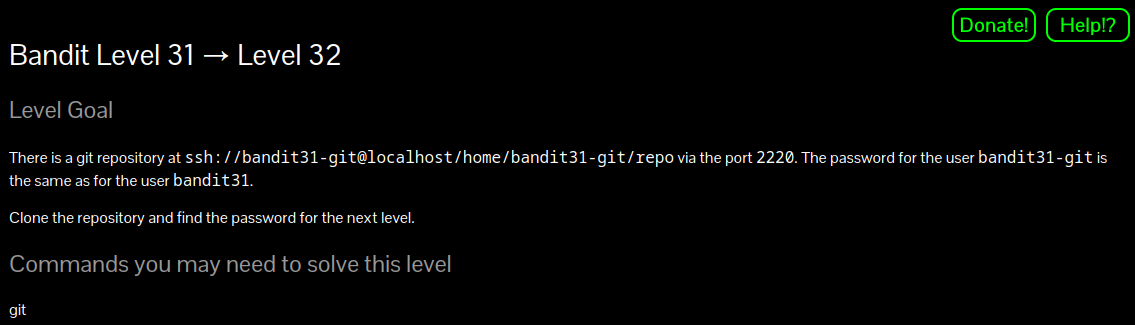 Donate! Help!?
Bandit Level 31 → Level 32
Level Goal
There is a git repository at ssh://bandit31-git@localhost/home/bandit31-git/repo via the port 2220. The password for the user bandit31-git is
the same as for the user bandit31.
Clone the repository and find the password for the next level.
Commands you may need to solve this level
git